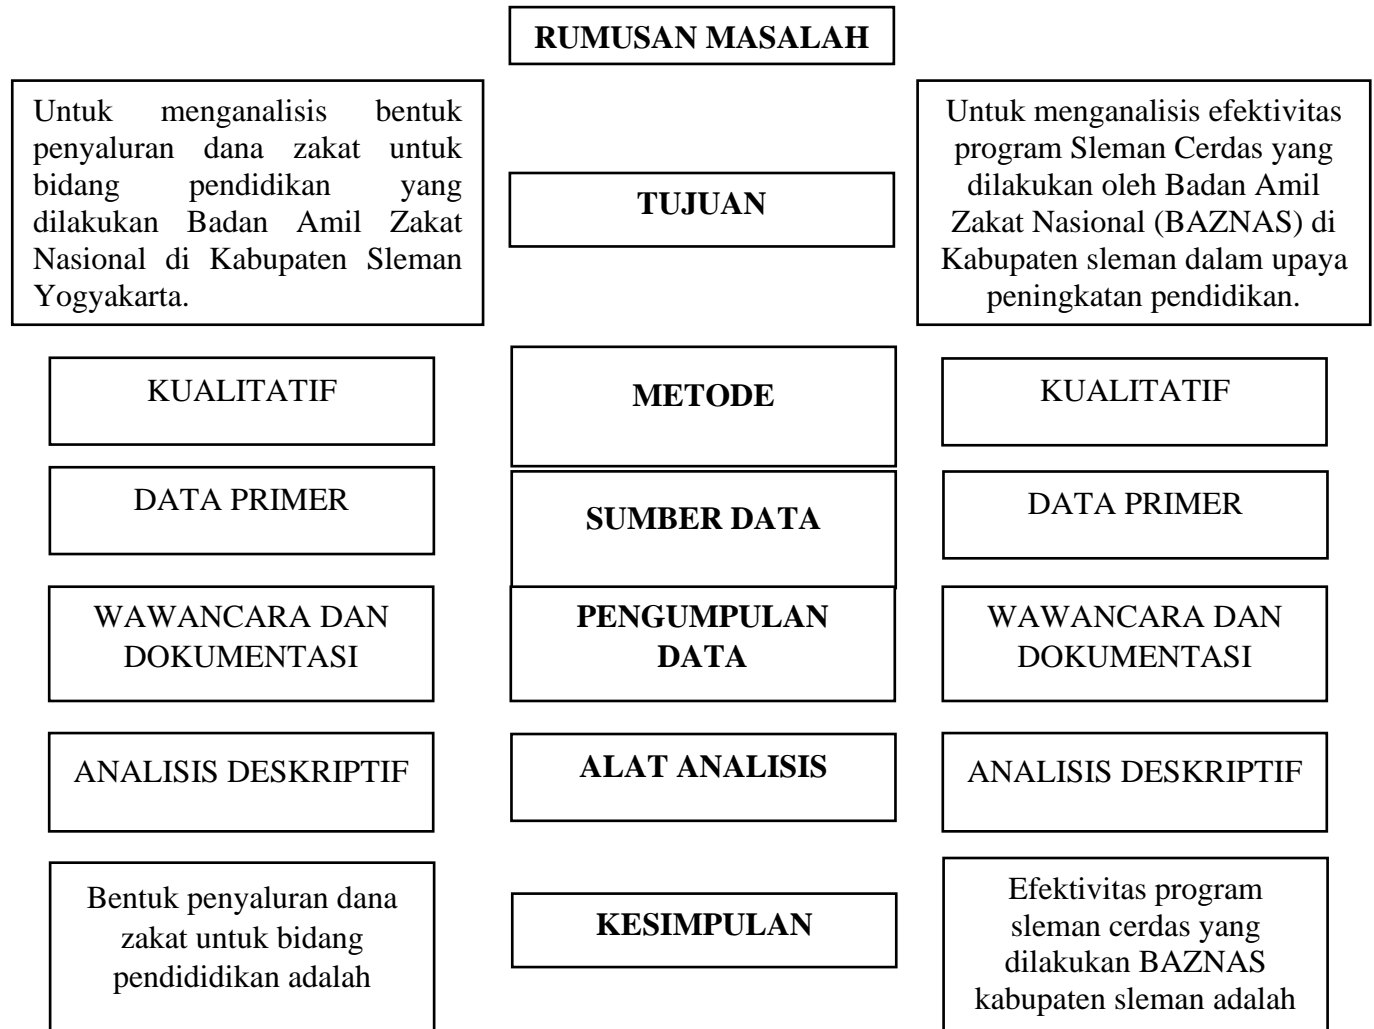 RUMUSAN MASALAH
Untuk menganalisis bentuk
penyaluran dana zakat untuk
bidang pendidikan yang
dilakukan Badan Amil Zakat
Nasional di Kabupaten Sleman
Yogyakarta.
TUJUAN
Untuk menganalisis efektivitas
program Sleman Cerdas yang
dilakukan oleh Badan Amil
Zakat Nasional (BAZNAS) di
Kabupaten sleman dalam upaya
peningkatan pendidikan.
KUALITATIF
METODE
KUALITATIF
DATA PRIMER
SUMBER DATA
DATA PRIMER
WAWANCARA DAN
DOKUMENTASI
PENGUMPULAN
DATA
WAWANCARA DAN
DOKUMENTASI
ANALISIS DESKRIPTIF
ALAT ANALISIS
ANALISIS DESKRIPTIF
Bentuk penyaluran dana
zakat untuk bidang
pendididikan adalah
KESIMPULAN
Efektivitas program
sleman cerdas yang
dilakukan BAZNAS
kabupaten sleman adalah